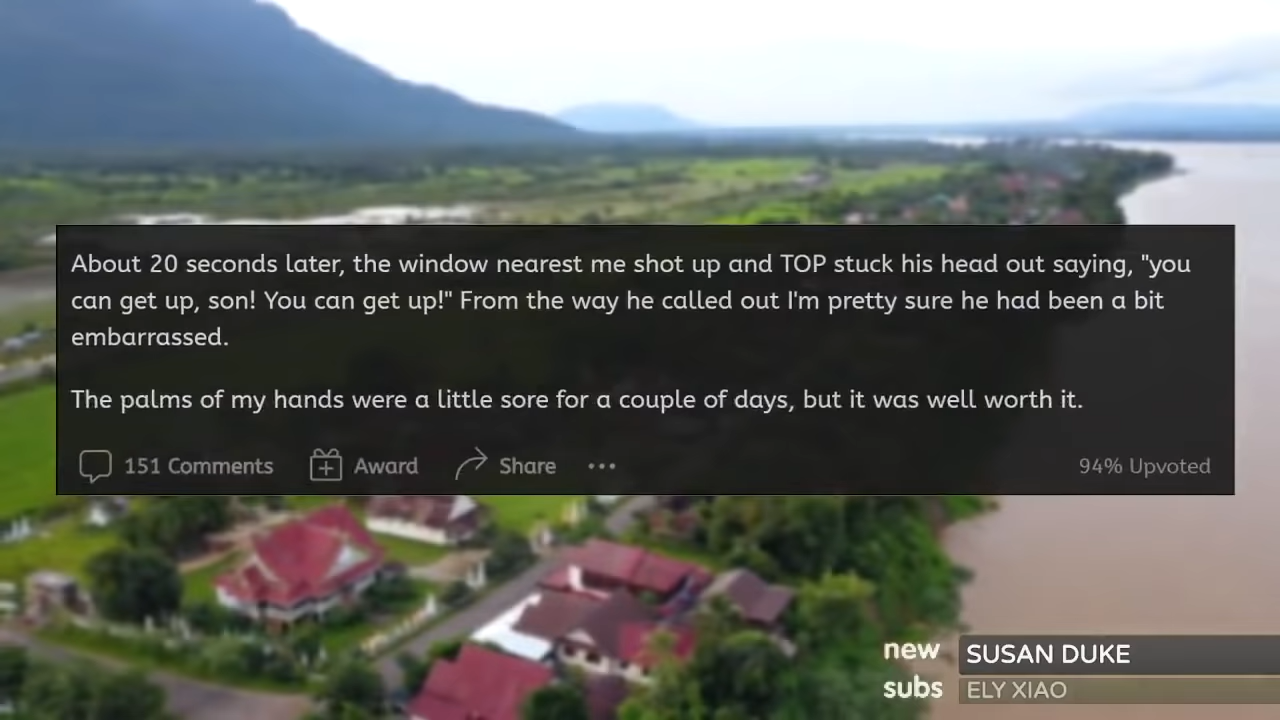 About 20 seconds later, the window nearest me shot up and TOP stuck his head out saying, "you
can get up, son! You can get up!" From the way he called out I'm pretty sure he had been a bit
embarrassed.
The palms of my hands were a little sore for a couple of days, but it was well worth it.
151 Comments Award Share 94% Upvoted
new SUSAN DUKE
subs ELY XIAO